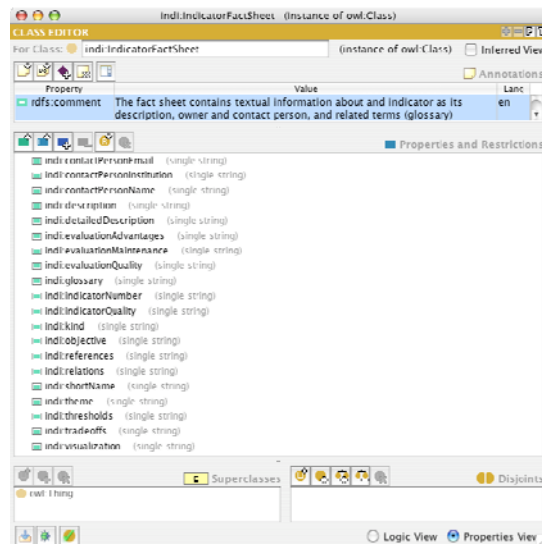 indi:IndicatorFactSheet (instance of owl:Class)
CLASS EDITOR
For Class: indi:IndicatorFactSheet (instance of owl:Class) Inferred View
Annotations
Property Value Lang
rdfs:comment The fact sheet contains textual information about and indicator as its en
description, owner and contact person, and related terms (glossary)
Properties and Restrictions
indi:contactPersonEmail (single string)
indi:contactPersonInstitution (single string)
indi:contactPersonName (single string)
indi:description (single string)
indi:detailedDescription (single string)
indi:evaluationAdvantages (single string)
indi:evaluationMaintenance (single string)
indi:evaluationQuality (single string)
indi:glossary (single string)
indi:indicatorNumber (single string)
indi:indicatorQuality (single string)
indi:kind (single string)
indi:objective (single string)
indi:references (single string)
indi:relations (single string)
indi:shortName (single string)
indi:theme (single string)
indi:thresholds (single string)
indi:tradeoffs (single string)
indi:visualization (single string)
Superclasses Disjoints
owl:Thing
Logic View Properties View